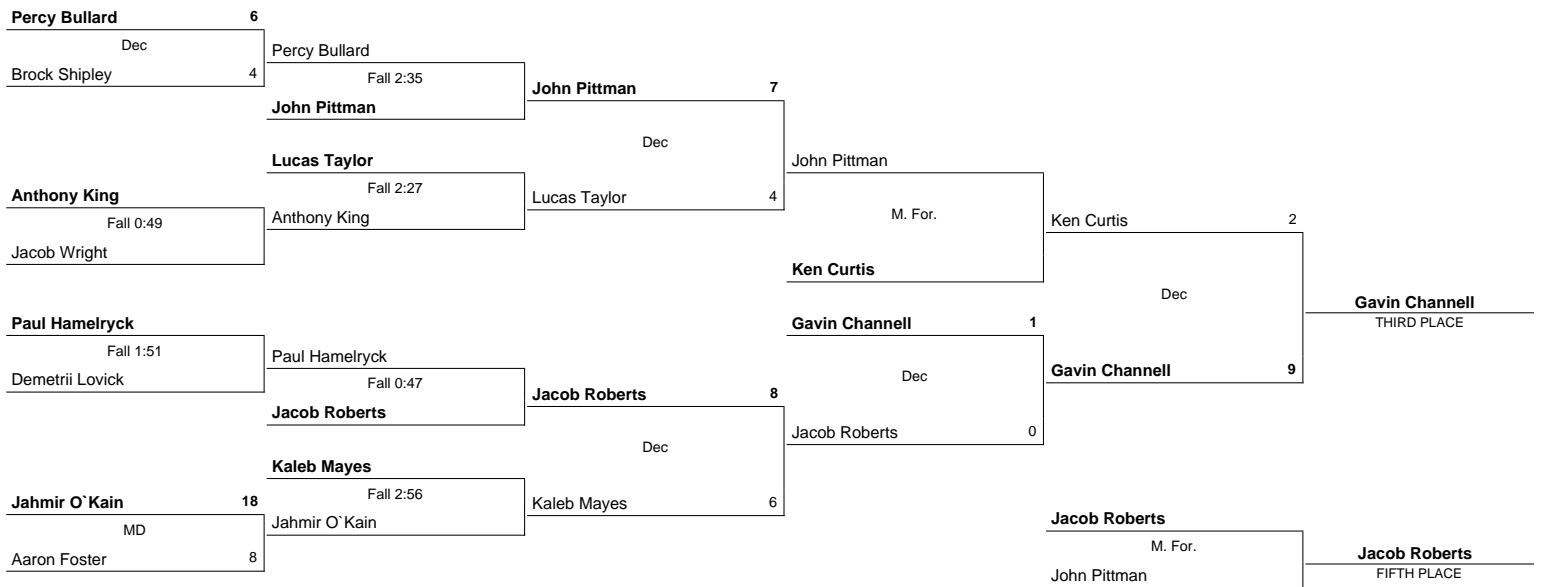 Percy Bullard 6
Dec
Brock Shipley 4
Anthony King
Fall 0:49
Jacob Wright
Paul Hamelryck
Fall 1:51
Demetrii Lovick
Jahmir O`Kain 18
MD
Aaron Foster 8
Percy Bullard
Fall 2:35
John Pittman
Lucas Taylor
Fall 2:27
Anthony King
Paul Hamelryck
Fall 0:47
Jacob Roberts
Kaleb Mayes
Fall 2:56
Jahmir O`Kain
John Pittman 7
Dec
Lucas Taylor 4
Jacob Roberts 8
Dec
Kaleb Mayes 6
John Pittman
M. For.
Ken Curtis
Gavin Channell 1
Dec
Jacob Roberts 0
Ken Curtis 2
Dec
Gavin Channell 9
Gavin Channell
THIRD PLACE
Jacob Roberts
M. For.
John Pittman
Jacob Roberts
FIFTH PLACE